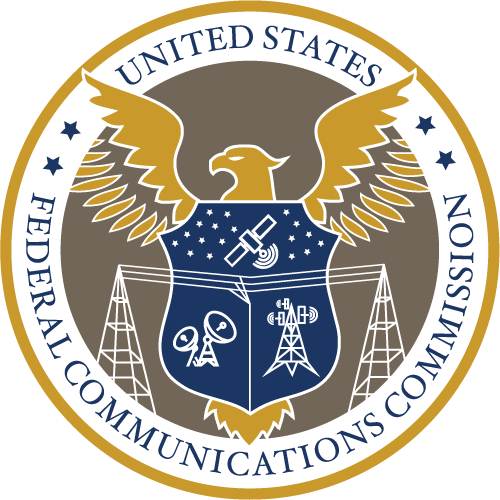 UNITED STATES
FEDERAL COMMUNICATIONS COMMISSION